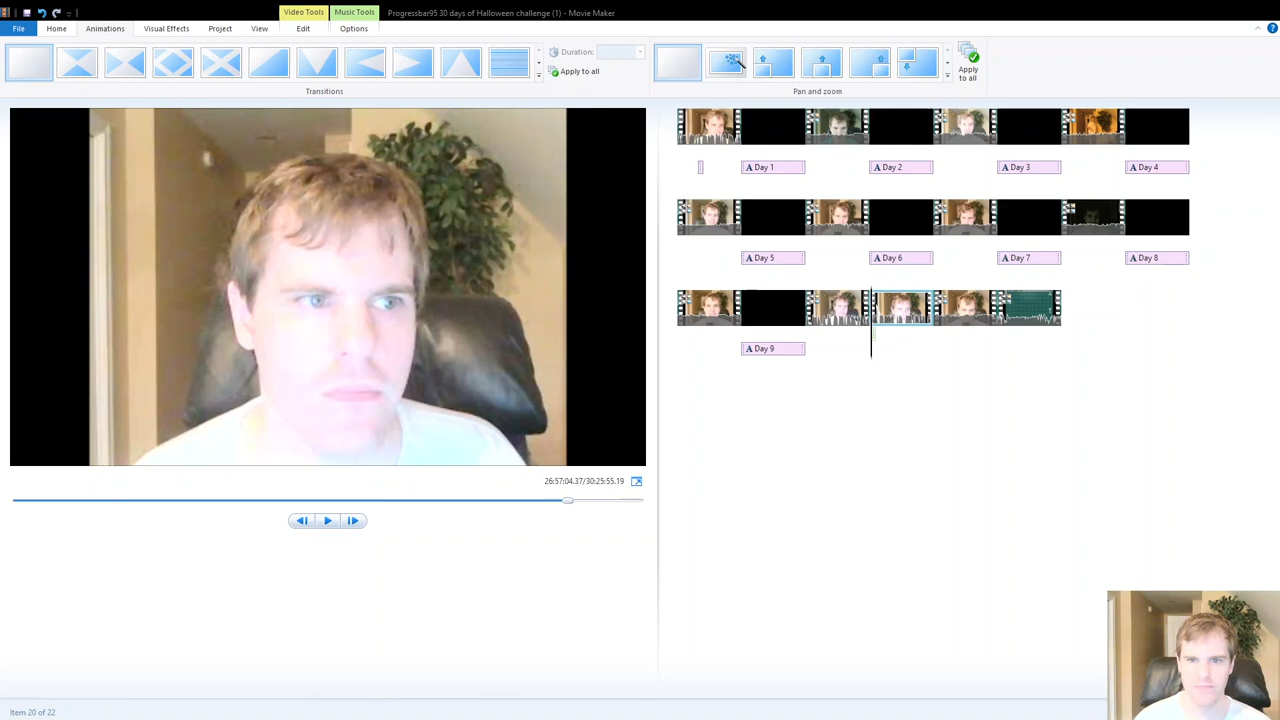 Video Tools
Music Tools
Progressbar95 30 days of Halloween challenge (1) - Movie Maker
File
Home
Animations
Visual Effects
Project
View
Edit
Options
Duration:
Apply to all
Transitions
Pan and zoom
Apply
to all
A Day 1
A Day 2
A Day 3
A Day 4
A Day 5
A Day 6
A Day 7
A Day 8
A Day 9
26:57:04.37/30:25:55.19
Item 20 of 22